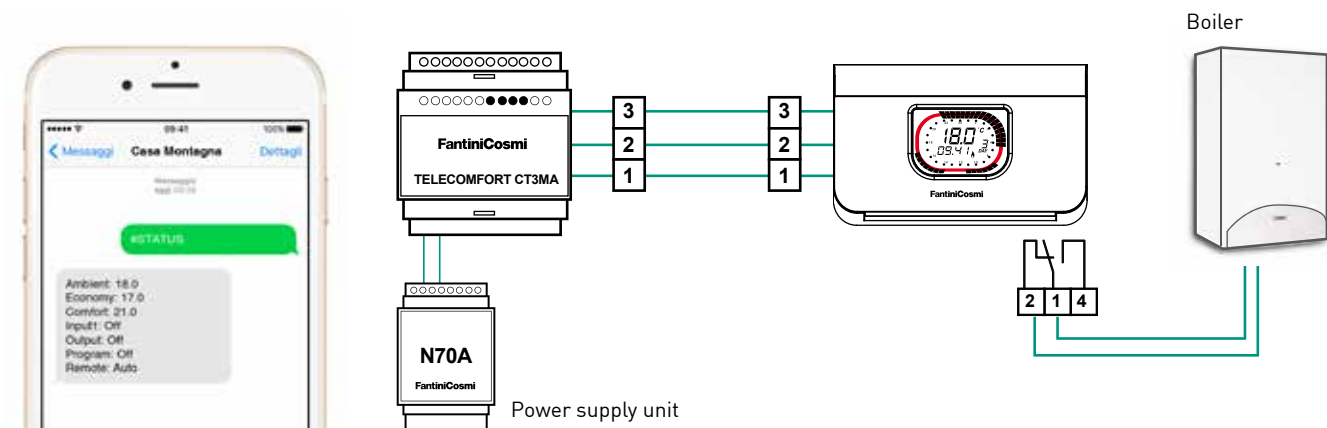 09:41
100%
Messaggi
Casa Montagna
Dettagli
#STATUS
Ambient: 18.0
Economy: 17.0
Comfort: 21.0
Input1: Off
Output: Off
Program: Off
Remote: Auto
FantiniCosmi
TELECOMFORT CT3MA
3
2
1
3
2
1
N70A
FantiniCosmi
Power supply unit
18.0°C
09.41
FantiniCosmi
2 1 4
Boiler